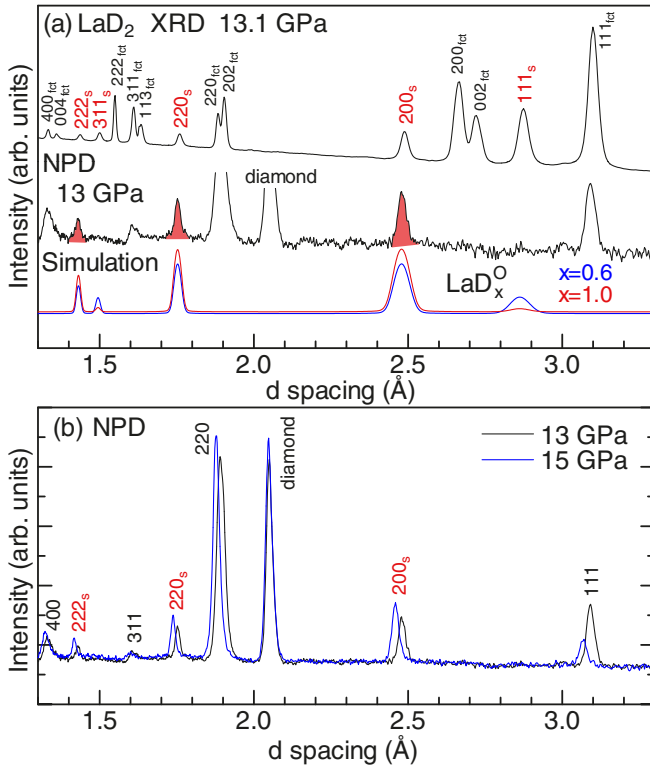 (a) LaD₂ XRD 13.1 GPa
400fct
004fct
222s
311s
222fct
311fct
113fct
220s
220fct
202fct
200s
200fct
002fct
111s
111fct
NPD
13 GPa
diamond
Simulation
LaDxO
x=0.6
x=1.0
Intensity (arb. units)
1.5 2.0 2.5 3.0
d spacing (Å)
(b) NPD
13 GPa
15 GPa
400
222s
311
220s
220
diamond
200s
111
Intensity (arb. units)
1.5 2.0 2.5 3.0
d spacing (Å)